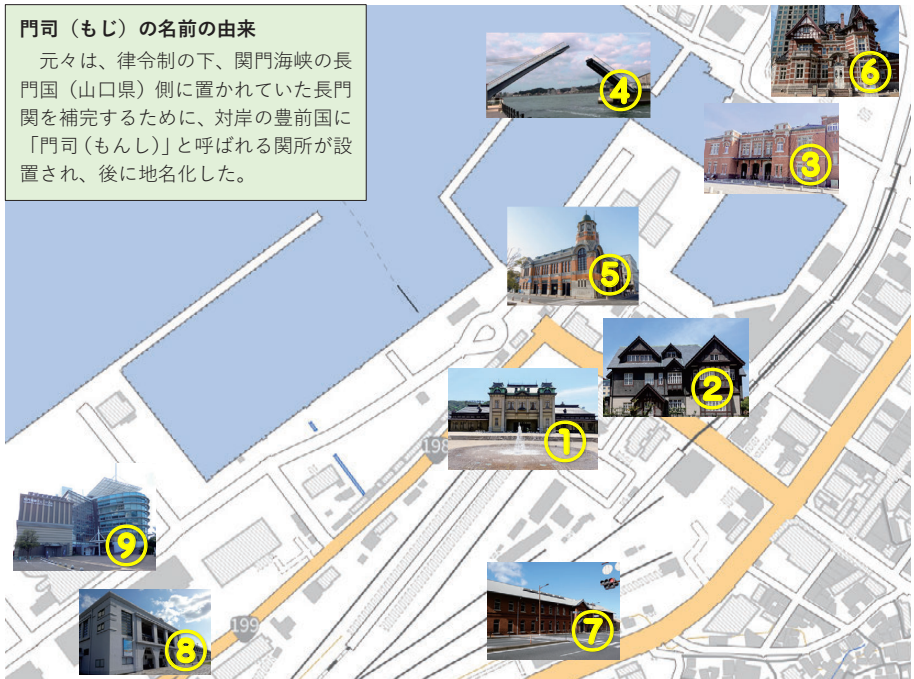 門司（もじ）の名前の由来
元々は、律令制の下、関門海峡の長
門国（山口県）側に置かれていた長門
関を補完するために、対岸の豊前国に
「門司（もんし）」と呼ばれる関所が設
置され、後に地名化した。
⑥
④
③
⑤
②
①
198
⑨
⑦
⑧
199